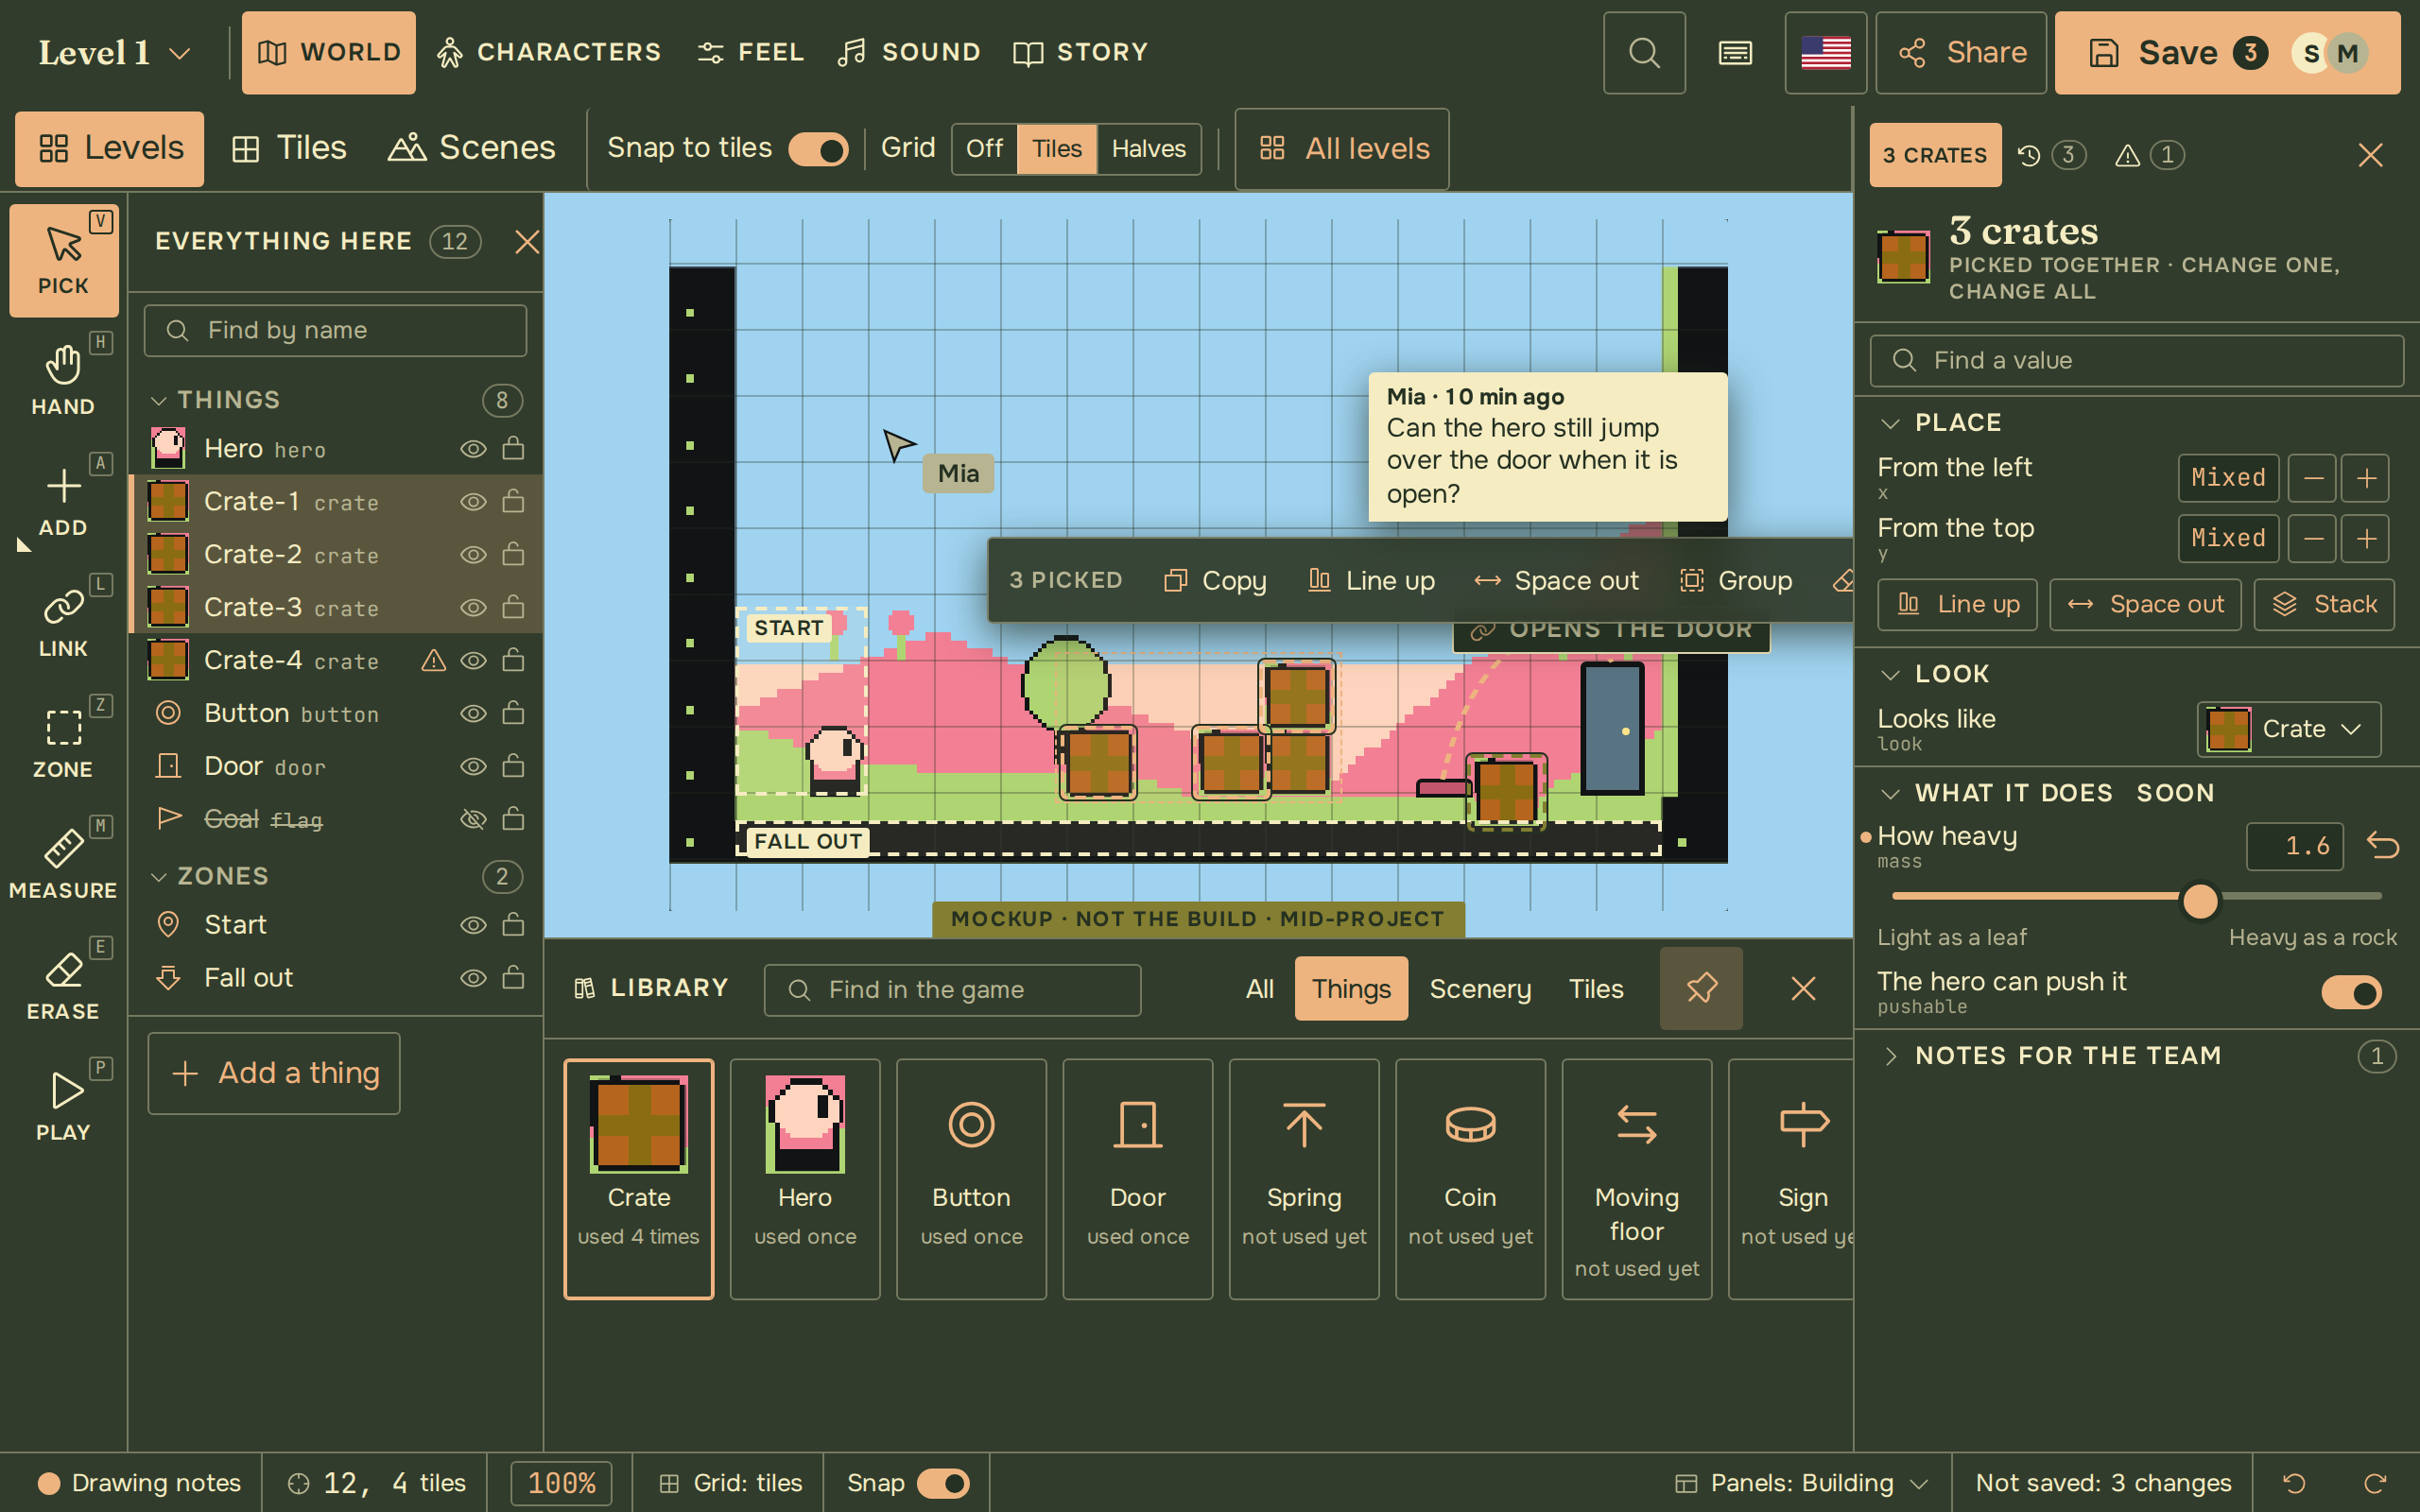 Level 1
WORLD
CHARACTERS
FEEL
SOUND
STORY
Share
Save 3
S M
Levels
Tiles
Scenes
Snap to tiles
Grid
Off
Tiles
Halves
All levels
3 CRATES
3
1
V
PICK
H
HAND
A
ADD
L
LINK
Z
ZONE
M
MEASURE
E
ERASE
P
PLAY
EVERYTHING HERE 12
Find by name
THINGS 8
Hero hero
Crate-1 crate
Crate-2 crate
Crate-3 crate
Crate-4 crate
Button button
Door door
Goal flag
ZONES 2
Start
Fall out
Add a thing
Mia
Mia · 10 min ago
Can the hero still jump
over the door when it is
open?
3 PICKED
Copy
Line up
Space out
Group
OPENS THE DOOR
START
FALL OUT
MOCKUP · NOT THE BUILD · MID-PROJECT
LIBRARY
Find in the game
All
Things
Scenery
Tiles
Crate
used 4 times
Hero
used once
Button
used once
Door
used once
Spring
not used yet
Coin
not used yet
Moving
floor
not used yet
Sign
not used ye
3 crates
PICKED TOGETHER · CHANGE ONE,
CHANGE ALL
Find a value
PLACE
From the left
x
Mixed
From the top
y
Mixed
Line up
Space out
Stack
LOOK
Looks like
look
Crate
WHAT IT DOES SOON
How heavy
mass
1.6
Light as a leaf
Heavy as a rock
The hero can push it
pushable
NOTES FOR THE TEAM 1
Drawing notes
12, 4 tiles
100%
Grid: tiles
Snap
Panels: Building
Not saved: 3 changes